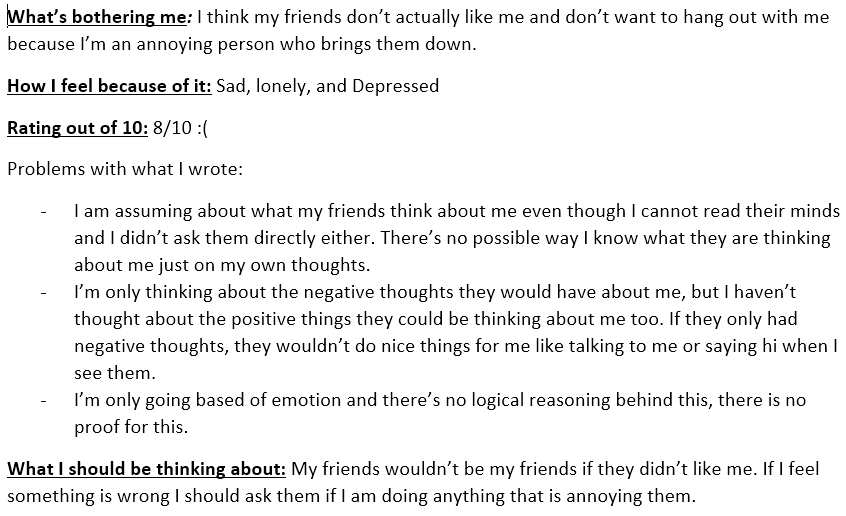 What's bothering me: I think my friends don't actually like me and don't want to hang out with me
because I'm an annoying person who brings them down.
How I feel because of it: Sad, lonely, and Depressed
Rating out of 10: 8/10 :(
Problems with what I wrote:
- I am assuming about what my friends think about me even though I cannot read their minds
and I didn't ask them directly either. There's no possible way I know what they are thinking
about me just on my own thoughts.
- I'm only thinking about the negative thoughts they would have about me, but I haven't
thought about the positive things they could be thinking about me too. If they only had
negative thoughts, they wouldn't do nice things for me like talking to me or saying hi when I
see them.
- I'm only going based of emotion and there's no logical reasoning behind this, there is no
proof for this.
What I should be thinking about: My friends wouldn't be my friends if they didn't like me. If I feel
something is wrong I should ask them if I am doing anything that is annoying them.